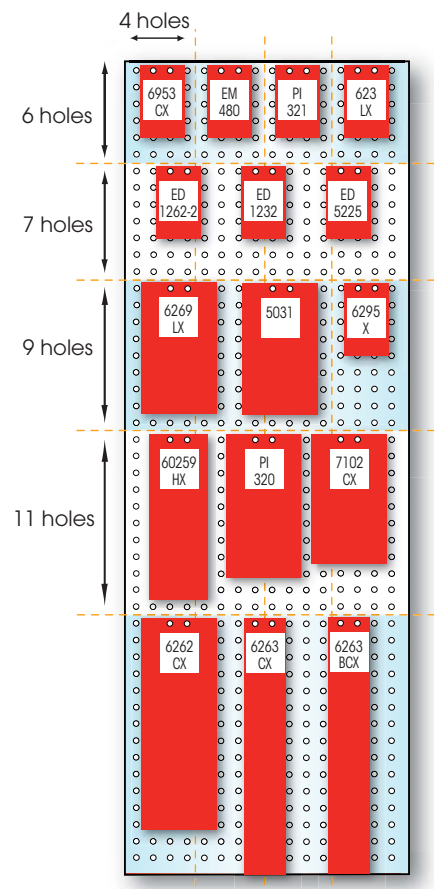 4 holes
6 holes
6953
CX
EM
480
PI
321
623
LX
7 holes
ED
1262-2
ED
1232
ED
5225
9 holes
6269
LX
5031
6295
X
11 holes
60259
HX
PI
320
7102
CX
6262
CX
6263
CX
6263
BCX